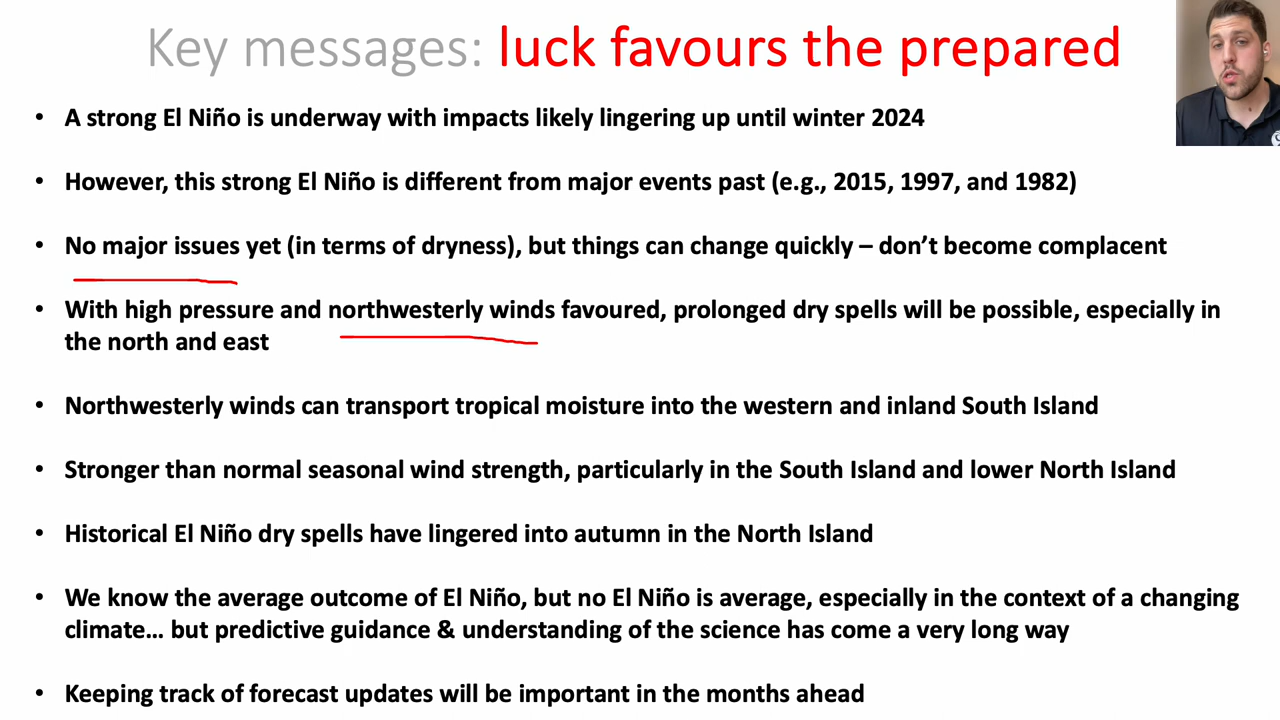 Key messages: luck favours the prepared
• A strong El Niño is underway with impacts likely lingering up until winter 2024
• However, this strong El Niño is different from major events past (e.g., 2015, 1997, and 1982)
• No major issues yet (in terms of dryness), but things can change quickly – don’t become complacent
• With high pressure and northwesterly winds favoured, prolonged dry spells will be possible, especially in
the north and east
• Northwesterly winds can transport tropical moisture into the western and inland South Island
• Stronger than normal seasonal wind strength, particularly in the South Island and lower North Island
• Historical El Niño dry spells have lingered into autumn in the North Island
• We know the average outcome of El Niño, but no El Niño is average, especially in the context of a changing
climate… but predictive guidance & understanding of the science has come a very long way
• Keeping track of forecast updates will be important in the months ahead